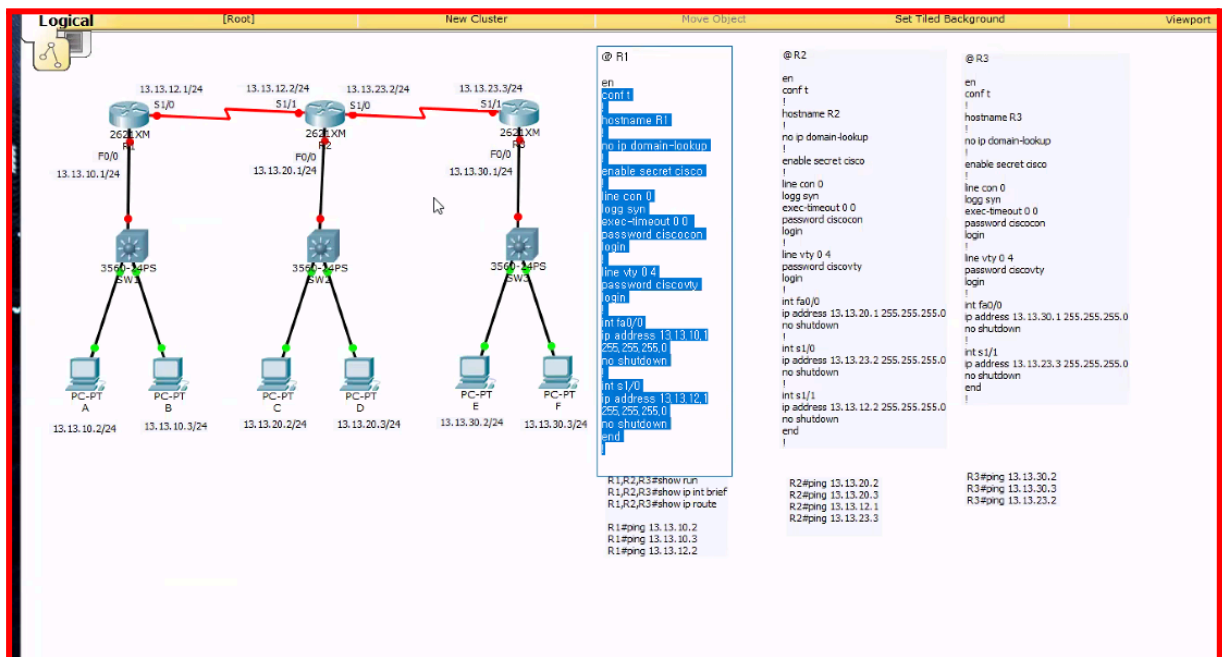 Logical
[Root]
New Cluster
Move Object
Set Tiled Background
Viewport
13.13.12.1/24
S1/0
13.13.12.2/24
S1/1
13.13.23.2/24
S1/0
13.13.23.3/24
S1/1
2621XM
R1
2621XM
R2
2621XM
R3
F0/0
13.13.10.1/24
F0/0
13.13.20.1/24
F0/0
13.13.30.1/24
3560-24PS
SW1
3560-24PS
SW2
3560-24PS
SW3
PC-PT
A
PC-PT
B
PC-PT
C
PC-PT
D
PC-PT
E
PC-PT
F
13.13.10.2/24
13.13.10.3/24
13.13.20.2/24
13.13.20.3/24
13.13.30.2/24
13.13.30.3/24
@ R1
en
conf t
!
hostname R1
!
no ip domain-lookup
!
enable secret cisco
!
line con 0
logg syn
exec-timeout 0 0
password ciscocon
login
!
line vty 0 4
password ciscovty
login
!
int fa0/0
ip address 13.13.10.1
255.255.255.0
no shutdown
!
int s1/0
ip address 13.13.12.1
255.255.255.0
no shutdown
end
!
R1,R2,R3#show run
R1,R2,R3#show ip int brief
R1,R2,R3#show ip route
R1#ping 13.13.10.2
R1#ping 13.13.10.3
R1#ping 13.13.12.2
@ R2
en
conf t
!
hostname R2
!
no ip domain-lookup
!
enable secret cisco
!
line con 0
logg syn
exec-timeout 0 0
password ciscocon
login
!
line vty 0 4
password ciscovty
login
!
int fa0/0
ip address 13.13.20.1 255.255.255.0
no shutdown
!
int s1/0
ip address 13.13.23.2 255.255.255.0
no shutdown
!
int s1/1
ip address 13.13.12.2 255.255.255.0
no shutdown
end
!
R2#ping 13.13.20.2
R2#ping 13.13.20.3
R2#ping 13.13.12.1
R2#ping 13.13.23.3
@ R3
en
conf t
!
hostname R3
!
no ip domain-lookup
!
enable secret cisco
!
line con 0
logg syn
exec-timeout 0 0
password ciscocon
login
!
line vty 0 4
password ciscovty
login
!
int fa0/0
ip address 13.13.30.1 255.255.255.0
no shutdown
!
int s1/1
ip address 13.13.23.3 255.255.255.0
no shutdown
end
!
R3#ping 13.13.30.2
R3#ping 13.13.30.3
R3#ping 13.13.23.2